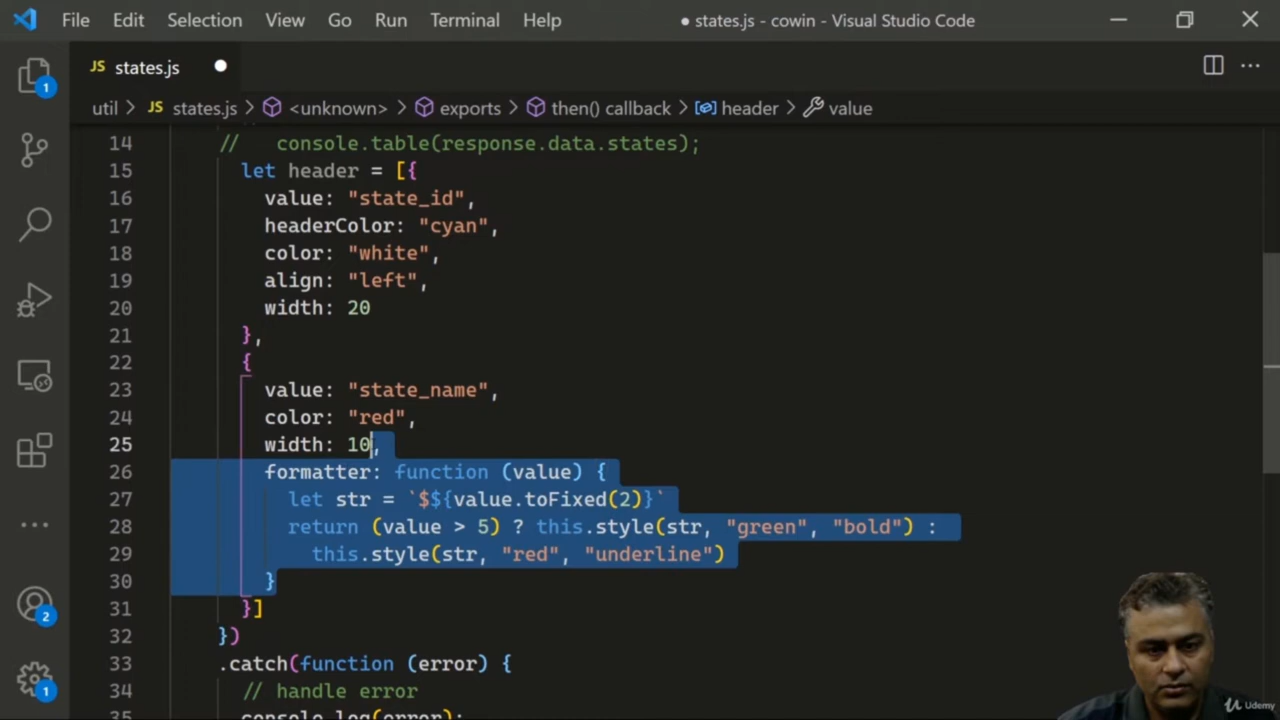 File Edit Selection View Go Run Terminal Help ● states.js - cowin - Visual Studio Code
JS states.js
util > JS states.js > <unknown> > exports > then() callback > header > value
14 // console.table(response.data.states);
15 let header = [{
16 value: "state_id",
17 headerColor: "cyan",
18 color: "white",
19 align: "left",
20 width: 20
21 },
22 {
23 value: "state_name",
24 color: "red",
25 width: 10,
26 formatter: function (value) {
27 let str = `$${value.toFixed(2)}`
28 return (value > 5) ? this.style(str, "green", "bold") :
29 this.style(str, "red", "underline")
30 }
31 }]
32 })
33 .catch(function (error) {
34 // handle error
35 console.log(error);
1
2
1
Udemy